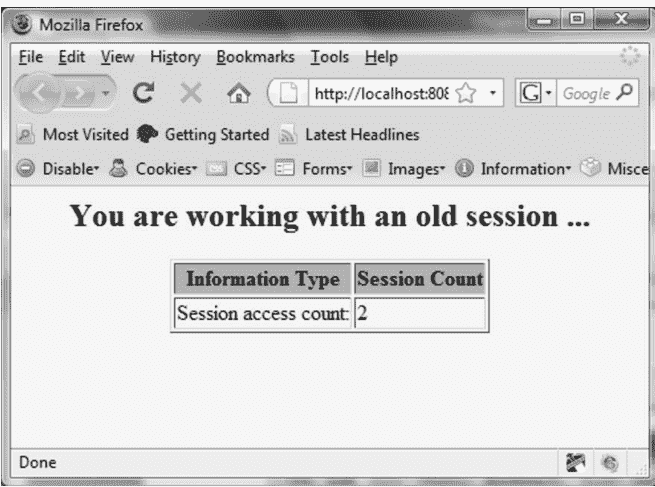 Mozilla Firefox
File Edit View History Bookmarks Tools Help
http://localhost:808 G Google
Most Visited Getting Started Latest Headlines
Disable Cookies CSS Forms Images Information Misce
You are working with an old session ...
Information Type Session Count
Session access count: 2
Done